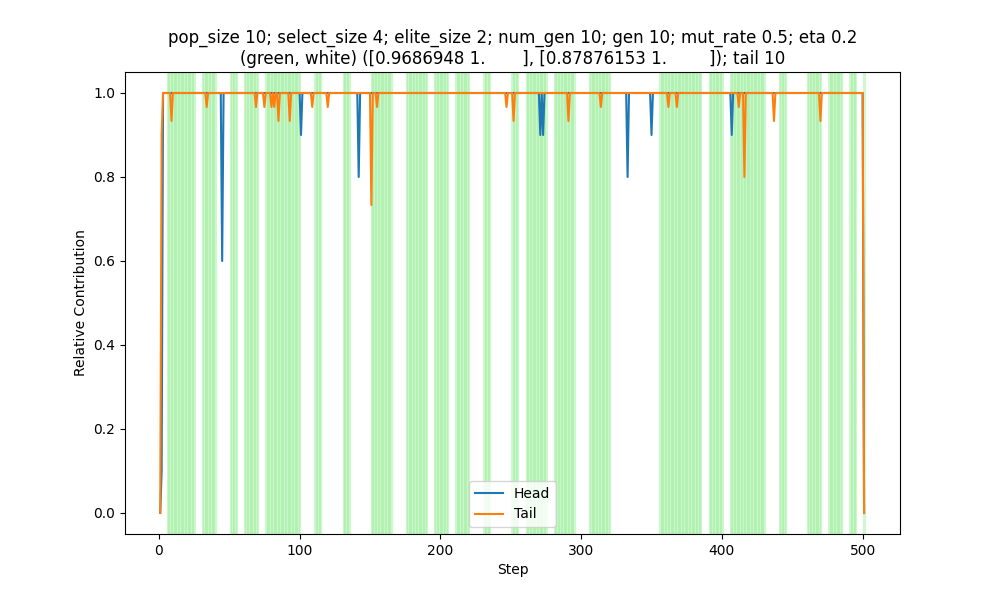 pop_size 10; select_size 4; elite_size 2; num_gen 10; gen 10; mut_rate 0.5; eta 0.2
(green, white) ([0.9686948 1.        ], [0.87876153 1.         ]); tail 10
1.0
0.8
0.6
0.4
0.2
0.0
Relative Contribution
Head
Tail
0
100
200
300
400
500
Step